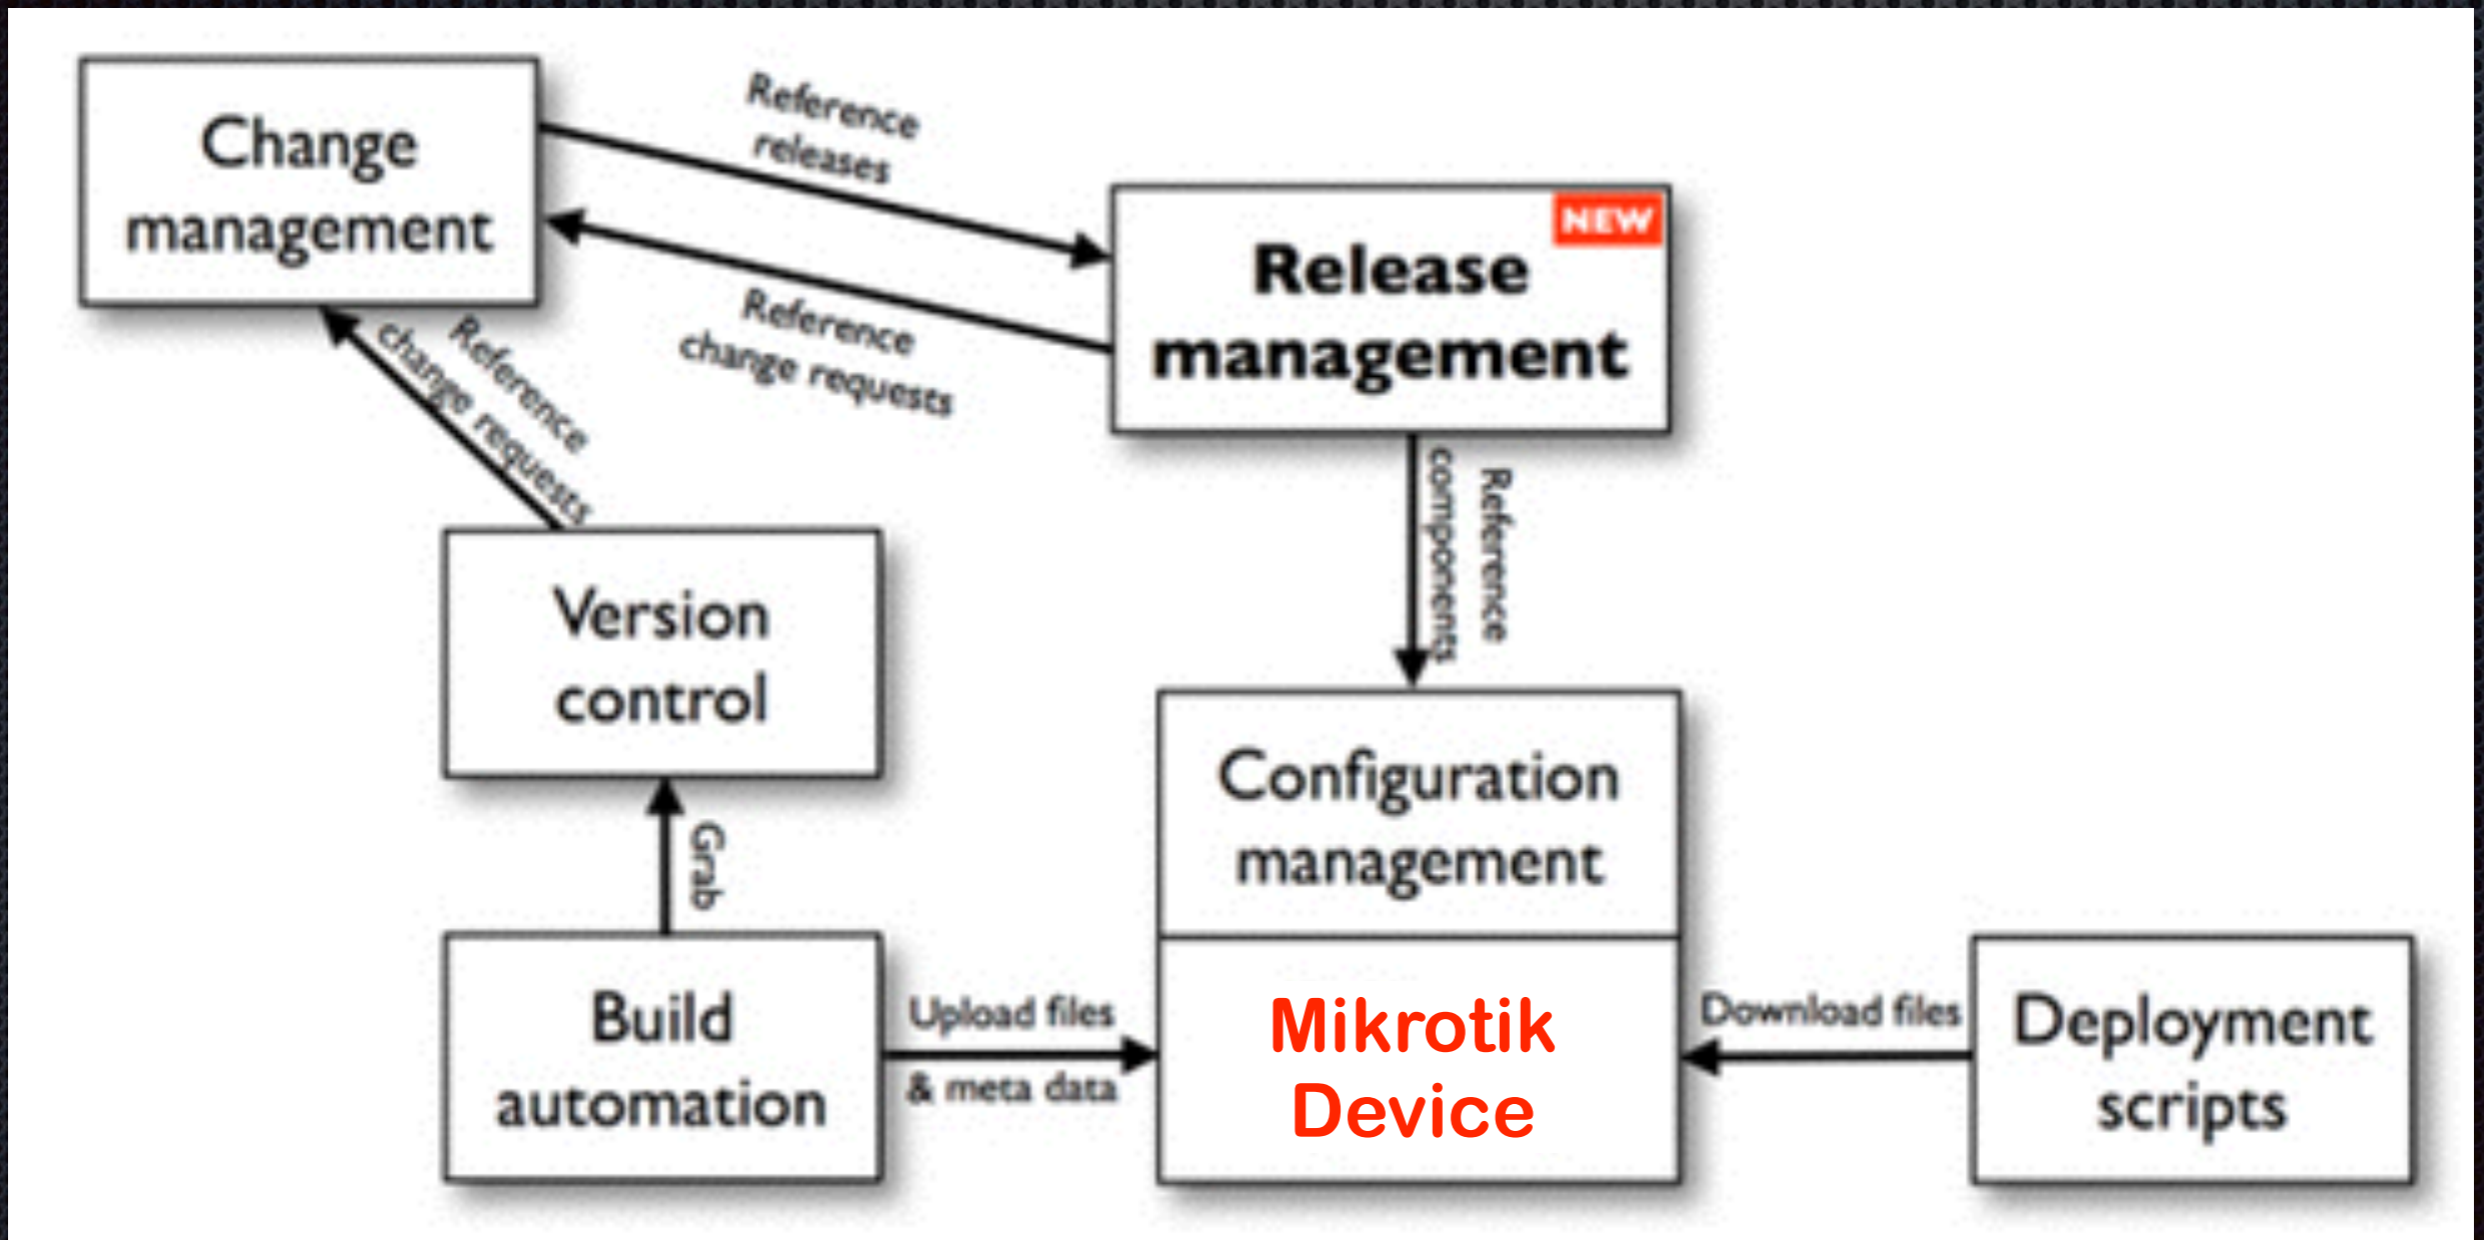 Change
management
Reference
releases
NEW
Release
management
Reference
change requests
Reference
change requests
Version
control
Reference
components
Configuration
management
Grab
Build
automation
Upload files
& meta data
Mikrotik
Device
Download files
Deployment
scripts